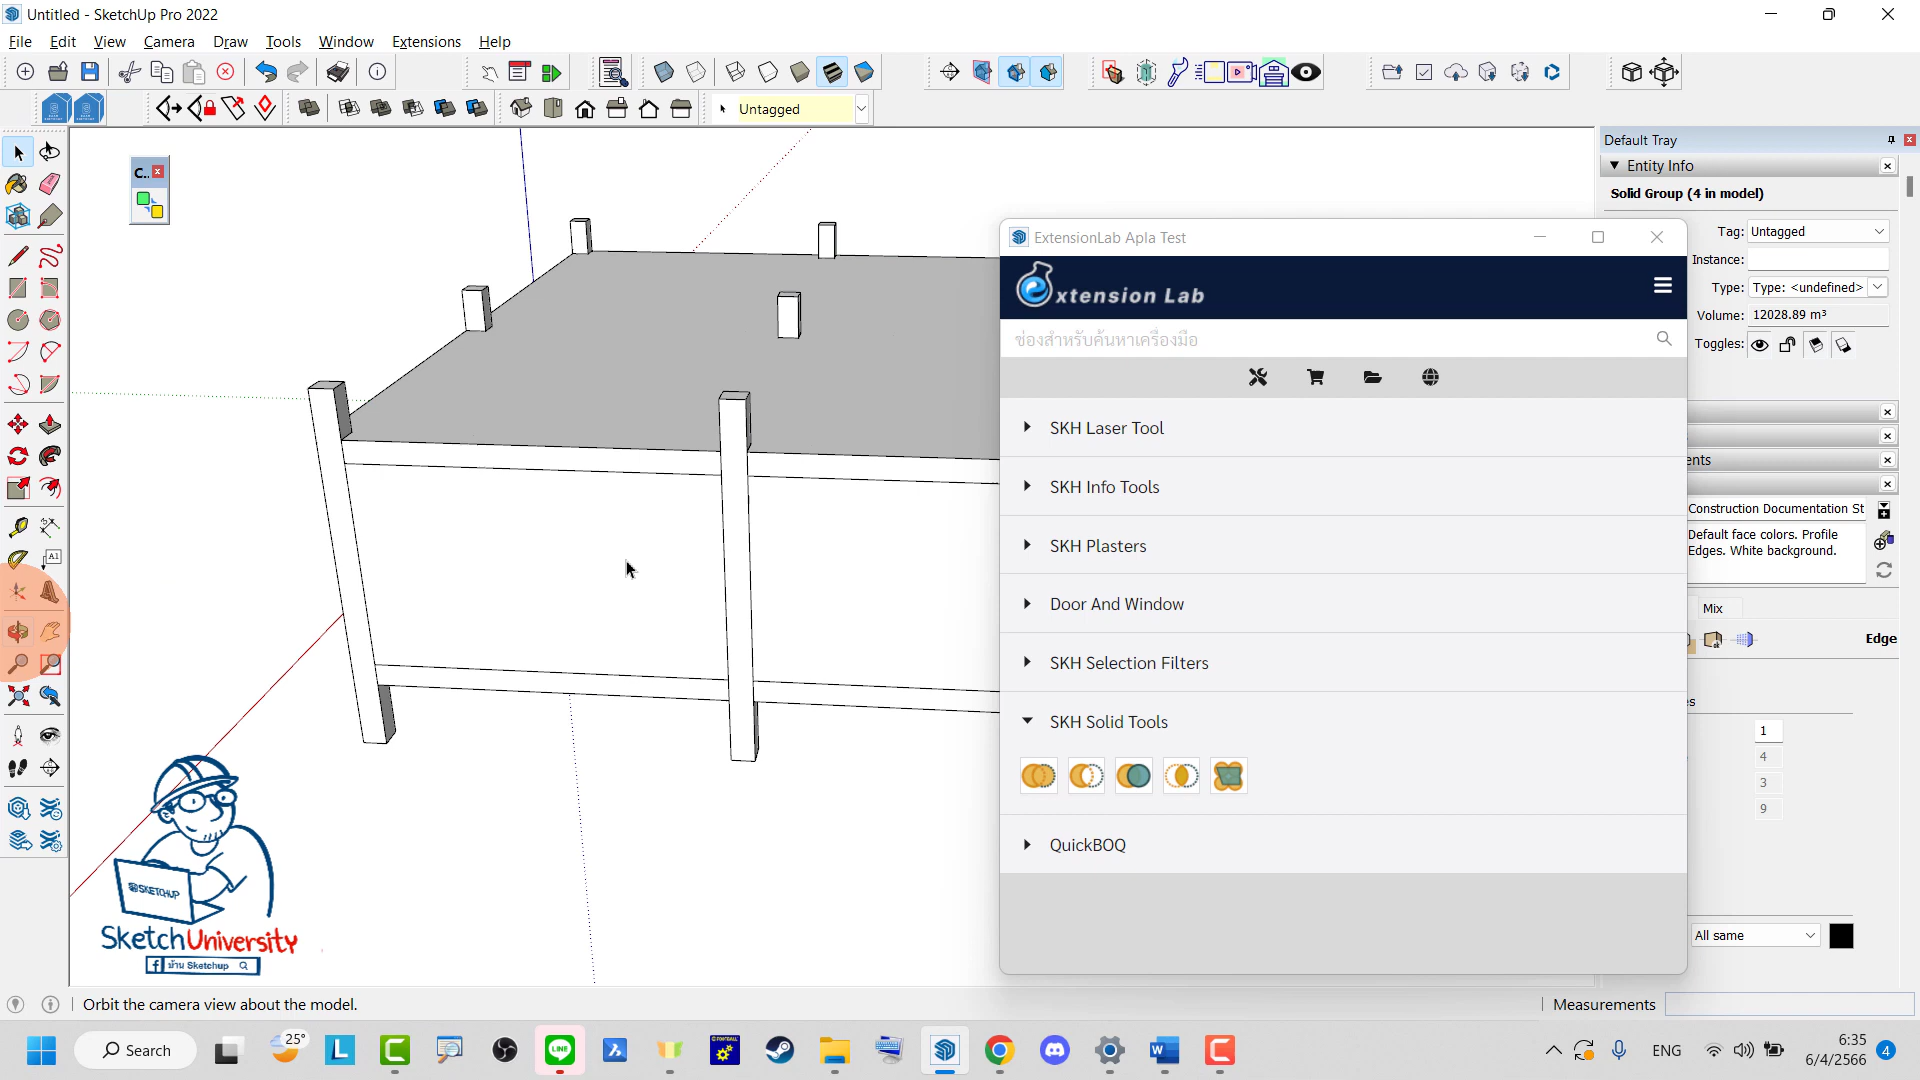 Untitled - SketchUp Pro 2022
File Edit View Camera Draw Tools Window Extensions Help
Untagged
C..
Default Tray
Entity Info
Solid Group (4 in model)
Tag: Untagged
Instance:
Type: Type: <undefined>
Volume: 12028.89 m³
Toggles:
ExtensionLab Apla Test
extension Lab
ช่องสำหรับค้นหาเครื่องมือ
SKH Laser Tool
SKH Info Tools
SKH Plasters
Door And Window
SKH Selection Filters
SKH Solid Tools
QuickBOQ
ents
Construction Documentation St
Default face colors. Profile
Edges. White background.
Mix
Edge
es
1
4
3
9
All same
A1
SKETCHUP
SketchUniversity
บ้าน Sketchup
Orbit the camera view about the model.
Measurements
25°
Search
LINE
ENG
6:35
6/4/2566
4